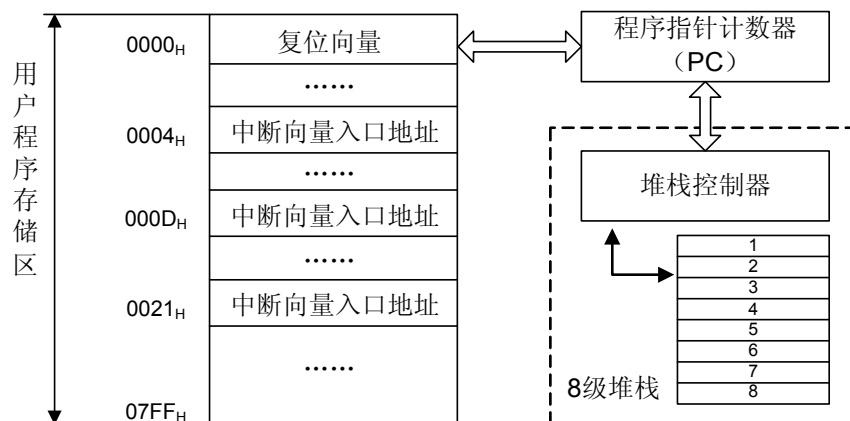 用户程序存储区
0000H
复位向量
……
0004H
中断向量入口地址
……
000DH
中断向量入口地址
……
0021H
中断向量入口地址
……
07FFH
程序指针计数器
（PC）
堆栈控制器
1
2
3
4
5
6
7
8
8级堆栈